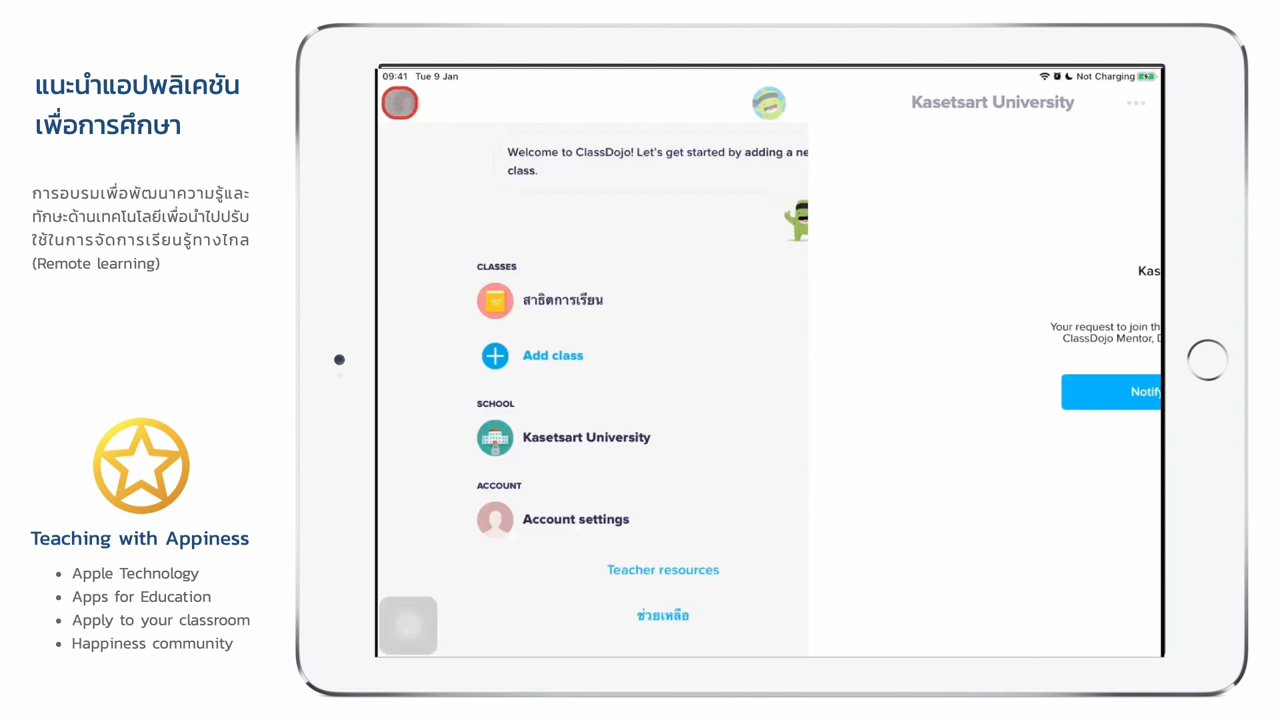 แนะนำแอปพลิเคชัน
เพื่อการศึกษา
การอบรมเพื่อพัฒนาความรู้และ
ทักษะด้านเทคโนโลยีเพื่อนำไปปรับ
ใช้ในการจัดการเรียนรู้ทางไกล
(Remote learning)
Teaching with Appiness
• Apple Technology
• Apps for Education
• Apply to your classroom
• Happiness community
09:41 Tue 9 Jan
Not Charging
Kasetsart University
Welcome to ClassDojo! Let's get started by adding a ne
class.
CLASSES
สาธิตการเรียน
Add class
SCHOOL
Kasetsart University
ACCOUNT
Account settings
Teacher resources
ช่วยเหลือ
Kas
Your request to join th
ClassDojo Mentor, D
Notify